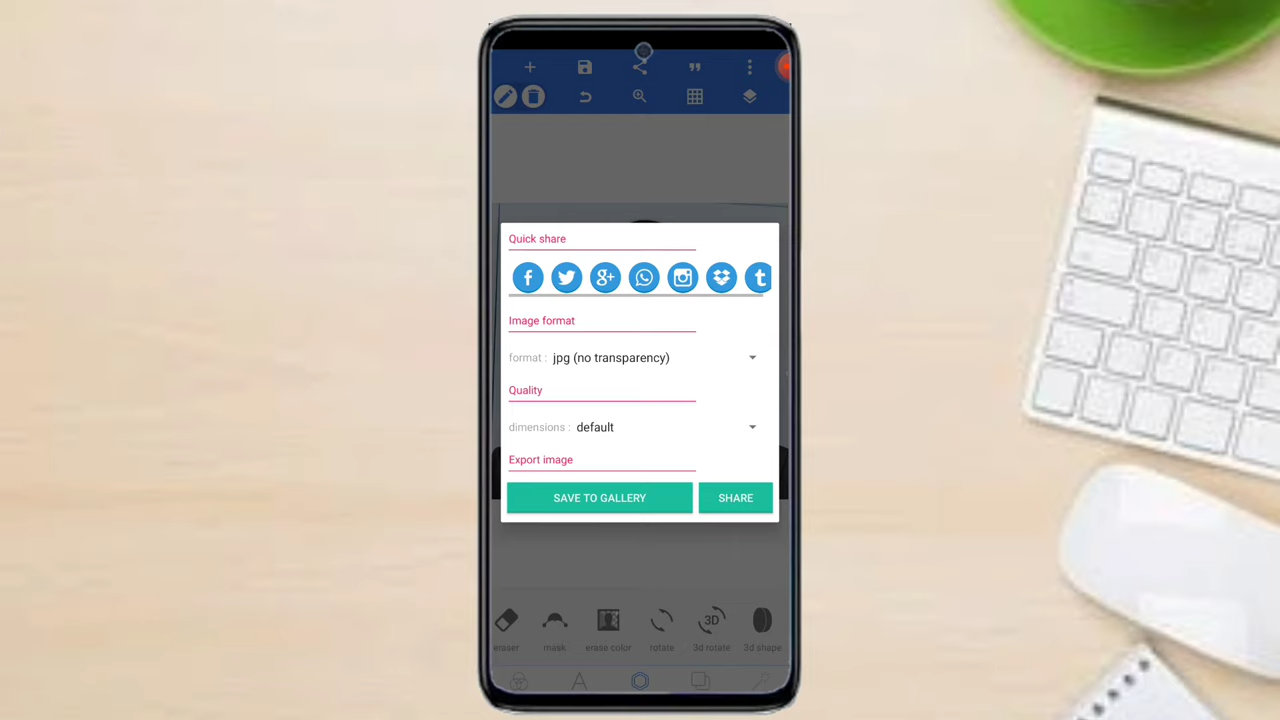 Quick share
Image format
format : jpg (no transparency)
Quality
dimensions : default
Export image
SAVE TO GALLERY SHARE
3D
eraser mask erase color rotate 3d rotate 3d shape